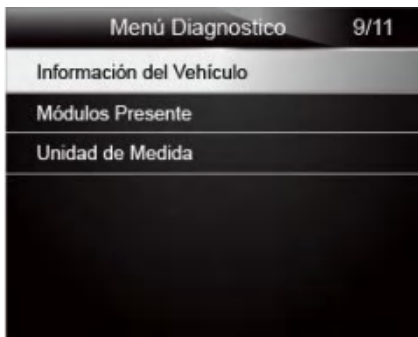 Menú Diagnostico 9/11
Información del Vehículo
Módulos Presente
Unidad de Medida